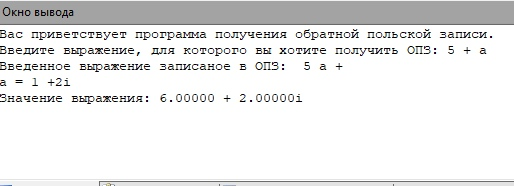 Окно вывода
Вас приветствует программа получения обратной польской записи.
Введите выражение, для которого вы хотите получить ОПЗ: 5 + a
Введенное выражение записаное в ОПЗ:  5 a +
a = 1 +2i
Значение выражения: 6.00000 + 2.00000i